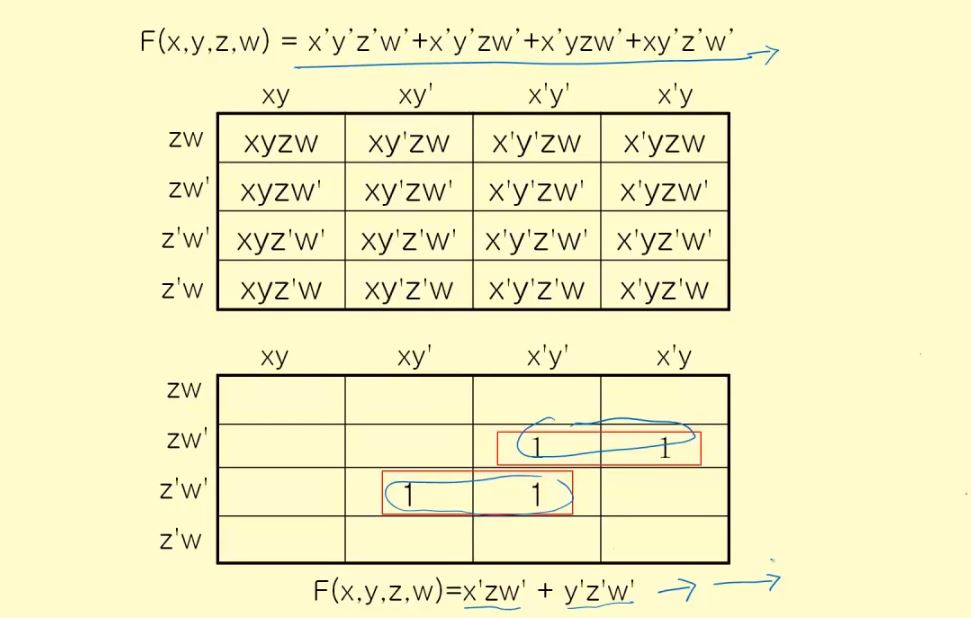 F(x,y,z,w) = x’y’z’w’+x’y’zw’+x’yzw’+xy’z’w’
xy xy' x'y' x'y
zw xyzw xy'zw x'y'zw x'yzw
zw' xyzw' xy'zw' x'y'zw' x'yzw'
z'w' xyz'w' xy'z'w' x'y'z'w' x'yz'w'
z'w xyz'w xy'z'w x'y'z'w x'yz'w
xy xy' x'y' x'y
zw
zw' 1 1
z'w' 1 1
z'w
F(x,y,z,w)=x'zw' + y'z'w'